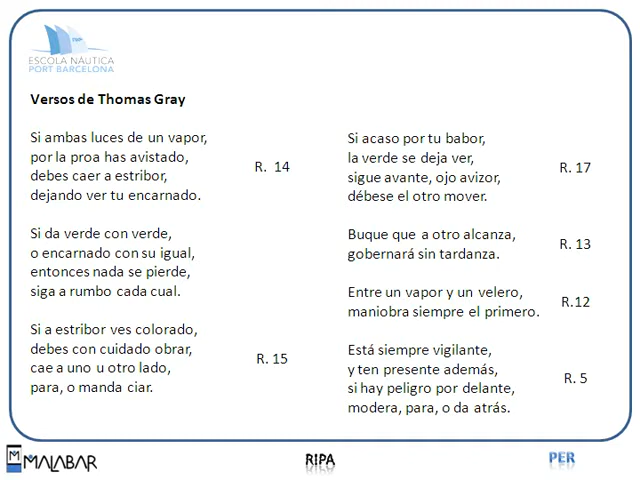 ESCOLA NÁUTICA
PORT BARCELONA
Versos de Thomas Gray
Si ambas luces de un vapor,
por la proa has avistado,
debes caer a estribor,
dejando ver tu encarnado.
R. 14
Si da verde con verde,
o encarnado con su igual,
entonces nada se pierde,
siga a rumbo cada cual.
Si a estribor ves colorado,
debes con cuidado obrar,
cae a uno u otro lado,
para, o manda ciar.
R. 15
Si acaso por tu babor,
la verde se deja ver,
sigue avante, ojo avizor,
débese el otro mover.
R. 17
Buque que a otro alcanza,
gobernará sin tardanza.
R. 13
Entre un vapor y un velero,
maniobra siempre el primero.
R.12
Está siempre vigilante,
y ten presente además,
si hay peligro por delante,
modera, para, o da atrás.
R. 5
MALABAR
RIPA
PER